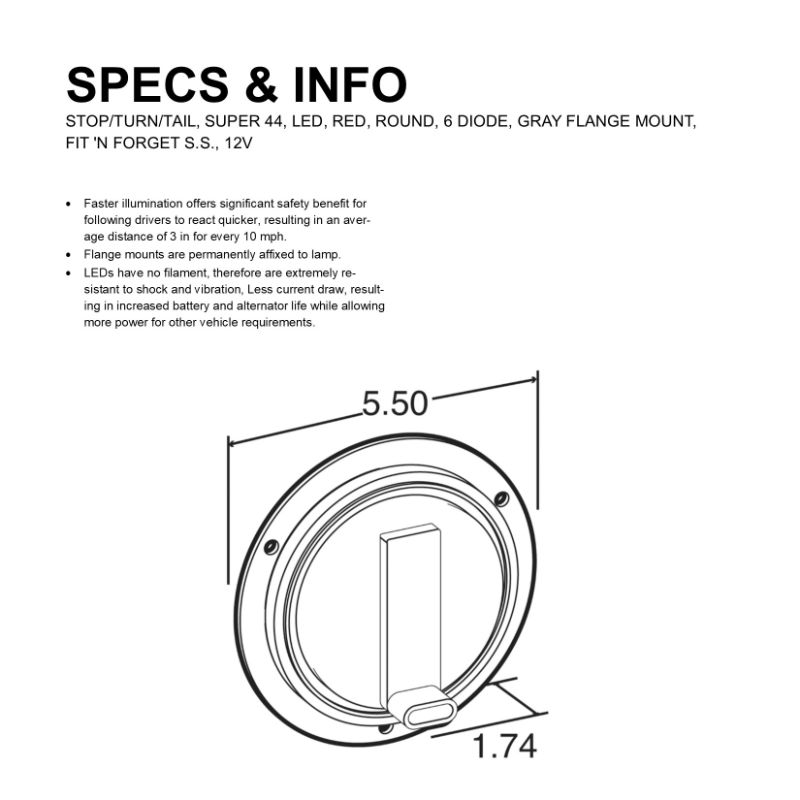 SPECS & INFO
STOP/TURN/TAIL, SUPER 44, LED, RED, ROUND, 6 DIODE, GRAY FLANGE MOUNT,
FIT 'N FORGET S.S., 12V
• Faster illumination offers significant safety benefit for
following drivers to react quicker, resulting in an aver-
age distance of 3 in for every 10 mph.
• Flange mounts are permanently affixed to lamp.
• LEDs have no filament, therefore are extremely re-
sistant to shock and vibration, Less current draw, result-
ing in increased battery and alternator life while allowing
more power for other vehicle requirements.
5.50
1.74